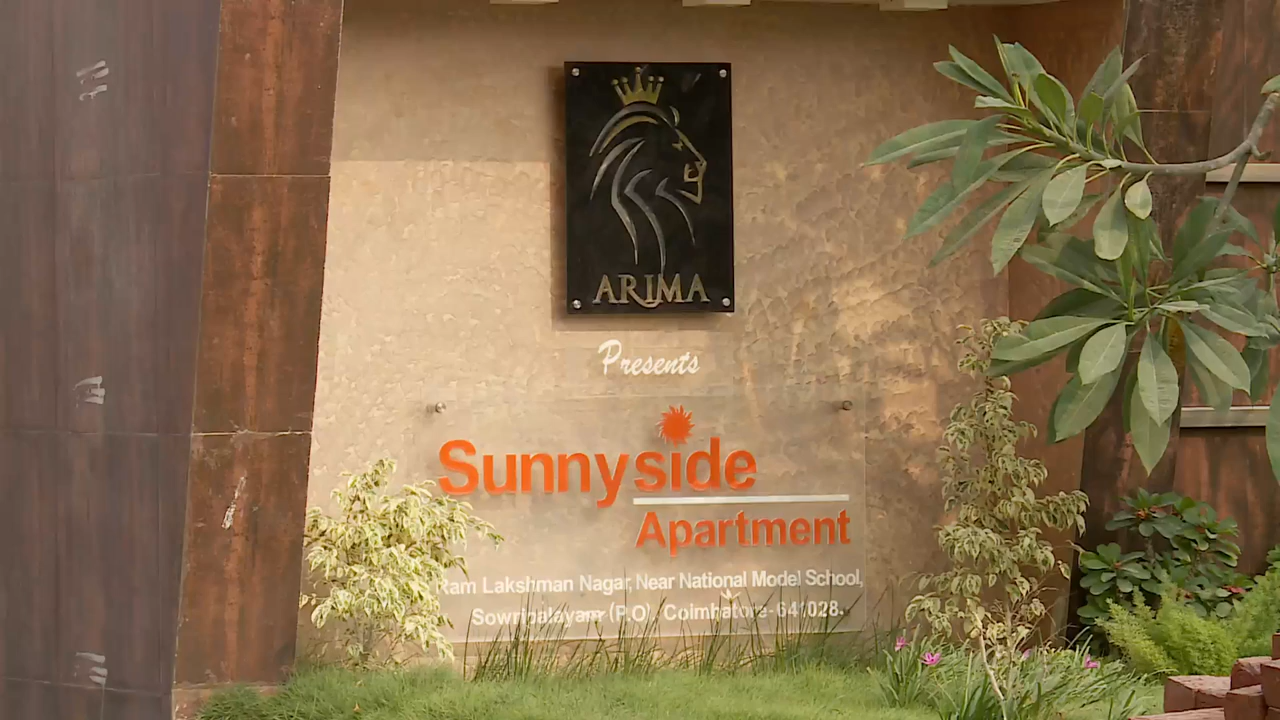 ARIMA
Presents
Sunnyside
Apartment
Ram Lakshman Nagar, Near National Model School,
Sowripalayam (P.O), Coimbatore-641028.